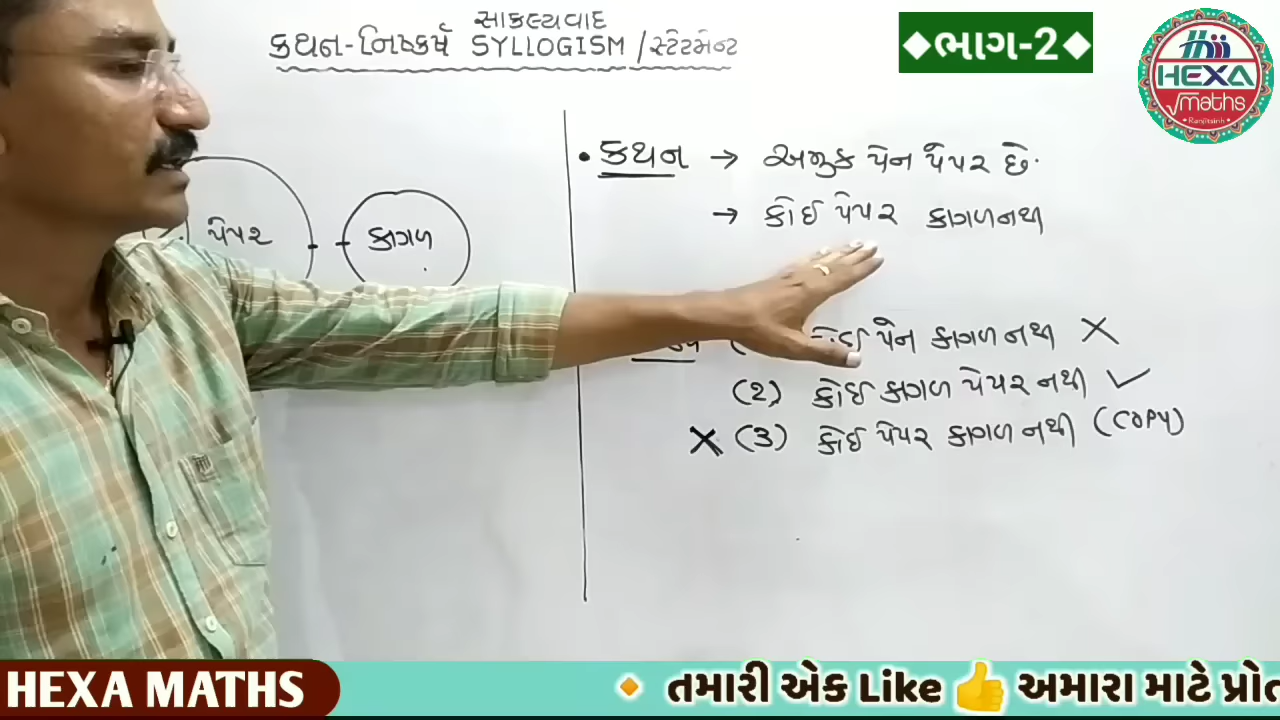 સાકલ્યવાદ
કથન-નિષ્કર્ષ SYLLOGISM / સ્ટેટમેન્ટ
◆ભાગ-2◆
HEXA
maths
Ranjitsinh
• કથન → અમુક પેન પેપર છે.
→ કોઈ પેપર કાગળ નથી
પેપર
કાગળ
પેન કાગળ નથી X
(2) કોઈ કાગળ પેપર નથી ✓
X (3) કોઈ પેપર કાગળ નથી (COPY)
HEXA MATHS
🔸 તમારી એક Like 👍 અમારા માટે